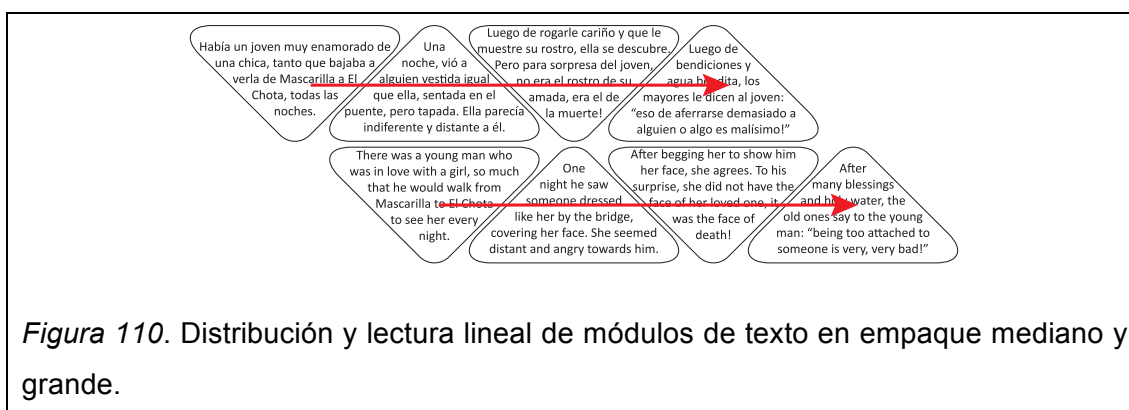 Había un joven muy enamorado de
una chica, tanto que bajaba a
verla de Mascarilla a El
Chota, todas las
noches.
Una
noche, vió a
alguien vestida igual
que ella, sentada en el
puente, pero tapada. Ella parecía
indiferente y distante a él.
Luego de rogarle cariño y que le
muestre su rostro, ella se descubre.
Pero para sorpresa del joven,
no era el rostro de su
amada, era el de
la muerte!
Luego de
bendiciones y
agua bendita, los
mayores le dicen al joven:
“eso de aferrarse demasiado a
alguien o algo es malísimo!”
There was a young man who
was in love with a girl, so much
that he would walk from
Mascarilla to El Chota
to see her every
night.
One
night he saw
someone dressed
like her by the bridge,
covering her face. She seemed
distant and angry towards him.
After begging her to show him
her face, she agrees. To his
surprise, she did not have the
face of her loved one, it
was the face of
death!
After
many blessings
and holy water, the
old ones say to the young
man: “being too attached to
someone is very, very bad!”
Figura 110. Distribución y lectura lineal de módulos de texto en empaque mediano y
grande.